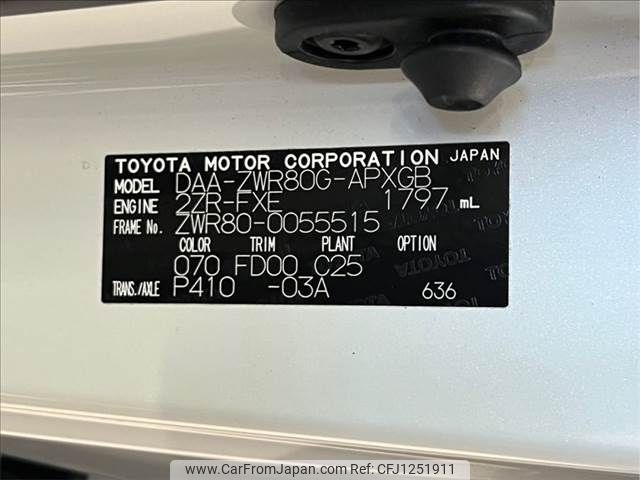 TOYOTA MOTOR CORPORATION JAPAN
MODEL DAA-ZWR80G-APXGB
ENGINE 2ZR-FXE 1797 mL
FRAME No. ZWR80-0055515
COLOR TRIM PLANT OPTION
070 FD00 C25
TRANS./AXLE P410 -03A 636
www.CarFromJapan.com REF No. CFJ1251911